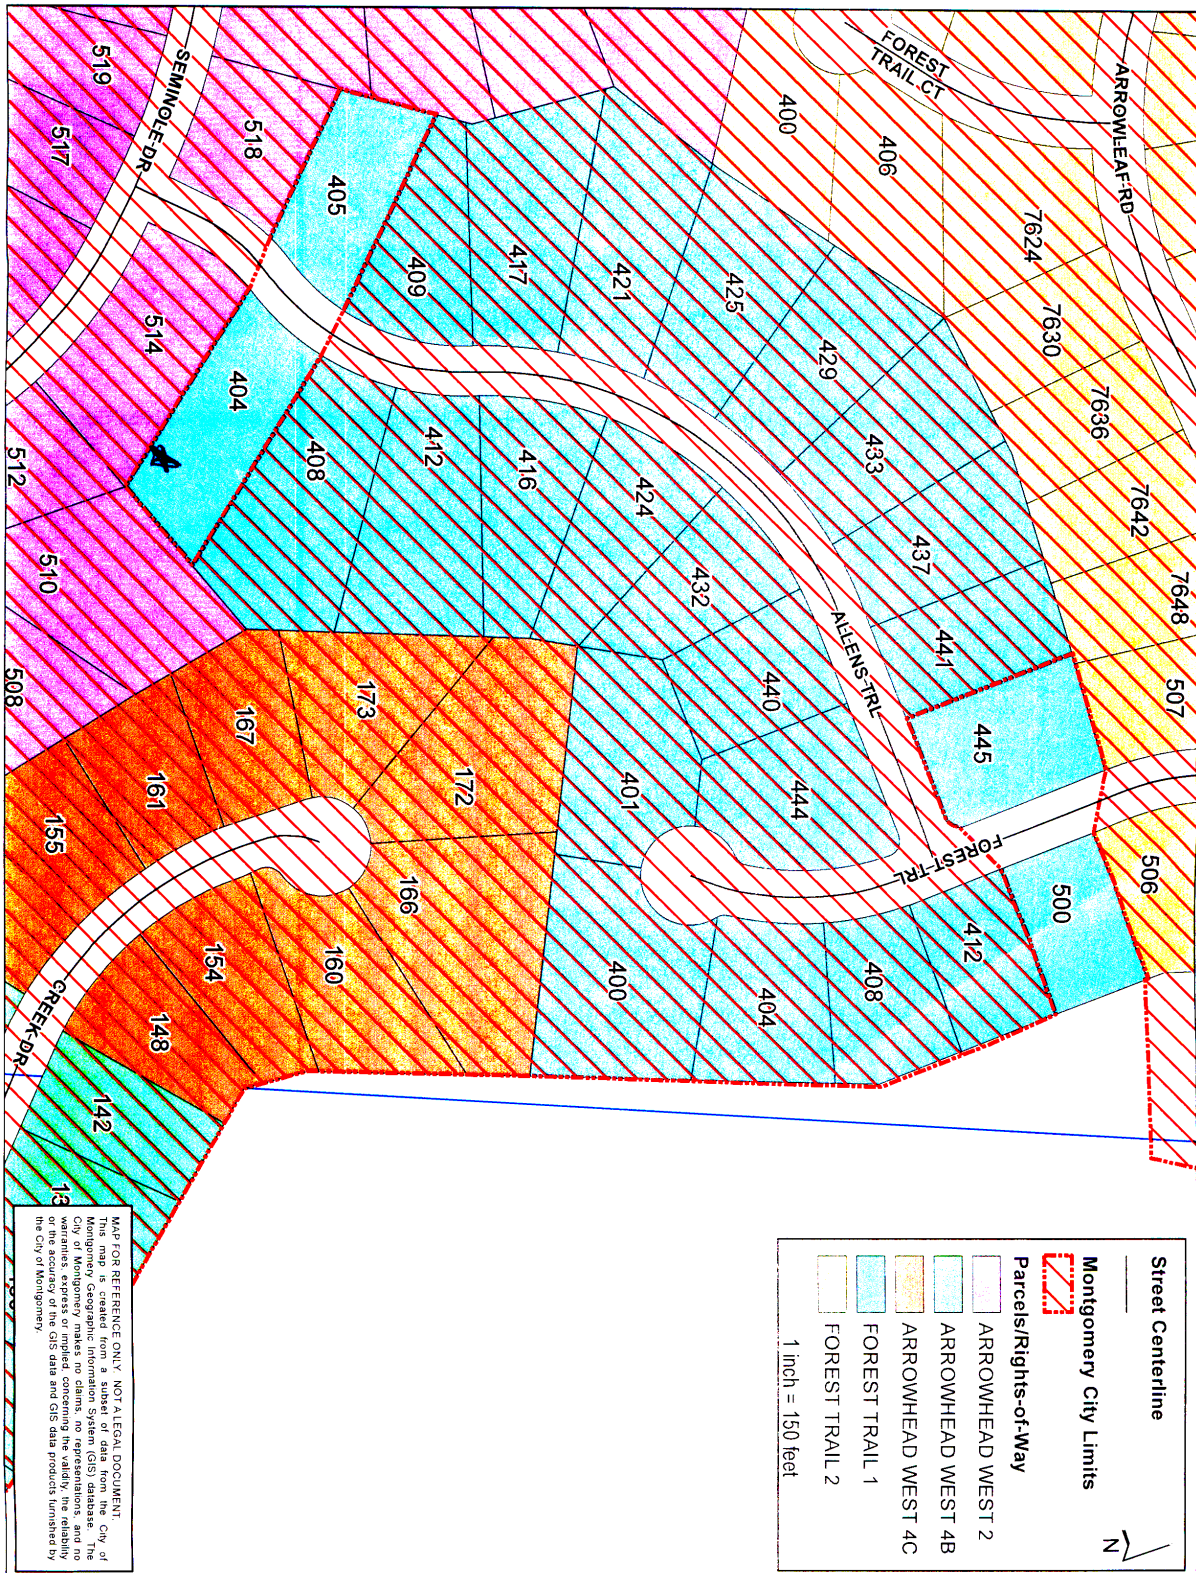 Street Centerline
Montgomery City Limits
Parcels/Rights-of-Way
ARROWHEAD WEST 2
ARROWHEAD WEST 4B
ARROWHEAD WEST 4C
FOREST TRAIL 1
FOREST TRAIL 2
1 inch = 150 feet
N
MAP FOR REFERENCE ONLY. NOT A LEGAL DOCUMENT.
This map is created from a subset of data from the City of
Montgomery Geographic Information System (GIS) database. The
City of Montgomery makes no claims, no representations, and no
warranties, express or implied, concerning the validity, the reliability
or the accuracy of the GIS data and GIS data products furnished by
the City of Montgomery.
ARROWLEAF RD
FOREST
TRAIL CT
SEMINOLE DR
ALLENS TRL
FOREST TRL
CREEK DR
400
406
7624
7630
7636
7642
7648
507
506
519
517
518
514
512
510
508
405
409
417
421
425
429
433
437
441
445
404
408
412
416
424
432
440
444
401
400
404
408
412
500
173
172
167
161
155
166
160
154
148
142
13